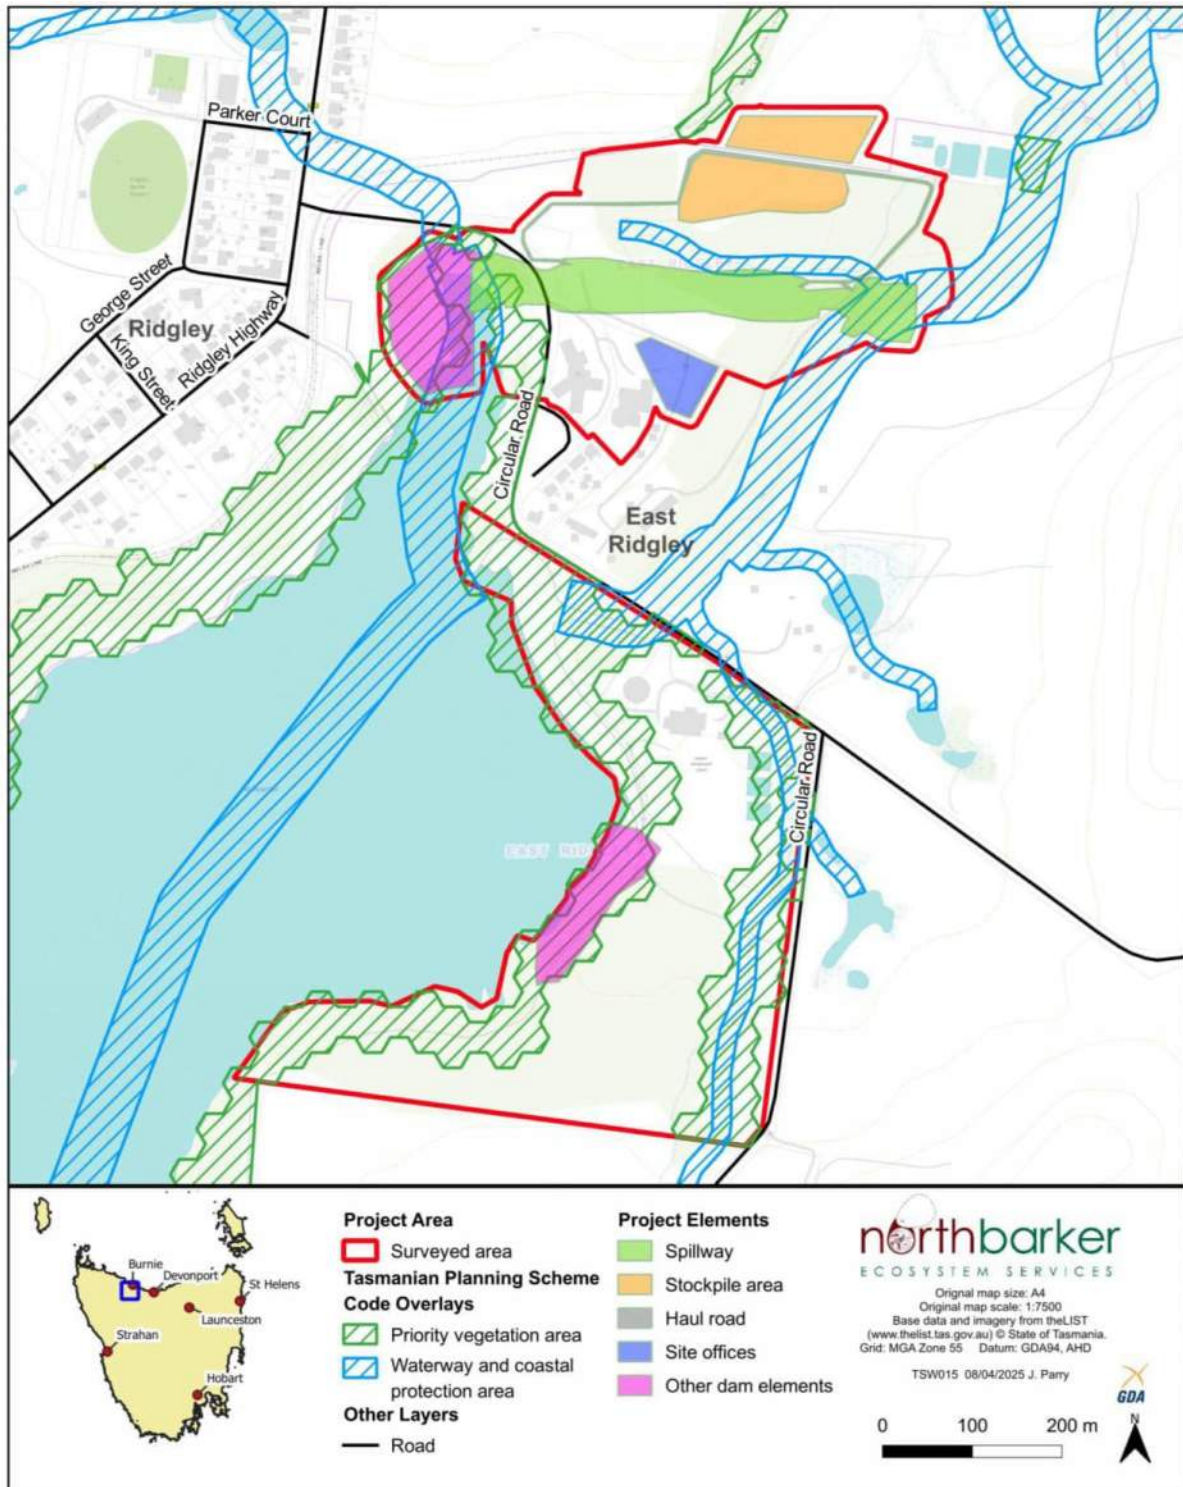 Parker Court
George Street
Ridgley
King Street
Ridgley Highway
Circular Road
East
Ridgley
Circular Road
EAST RID
Burnie
Devonport
St Helens
Launceston
Strahan
Hobart
Project Area
Surveyed area
Tasmanian Planning Scheme
Code Overlays
Priority vegetation area
Waterway and coastal
protection area
Other Layers
Road
Project Elements
Spillway
Stockpile area
Haul road
Site offices
Other dam elements
northbarker
ECOSYSTEM SERVICES
Orignal map size: A4
Original map scale: 1:7500
Base data and imagery from theLIST
(www.thelist.tas.gov.au) © State of Tasmania.
Grid: MGA Zone 55 Datum: GDA94, AHD
TSW015 08/04/2025 J. Parry
GDA
N
0 100 200 m